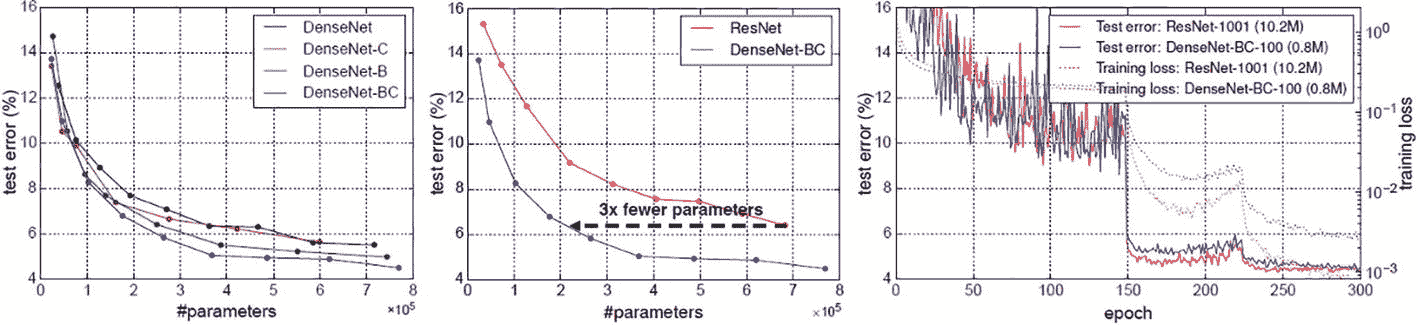 16
14
12
10
8
6
4
test error (%)
0 1 2 3 4 5 6 7 8
#parameters
×10⁵
DenseNet
DenseNet-C
DenseNet-B
DenseNet-BC
16
14
12
10
8
6
4
test error (%)
0 1 2 3 4 5 6 7 8
#parameters
×10⁵
ResNet
DenseNet-BC
3x fewer parameters
16
14
12
10
8
6
4
test error (%)
0 50 100 150 200 250 300
epoch
Test error: ResNet-1001 (10.2M)
Test error: DenseNet-BC-100 (0.8M)
Training loss: ResNet-1001 (10.2M)
Training loss: DenseNet-BC-100 (0.8M)
10⁰
10⁻¹
10⁻²
10⁻³
training loss